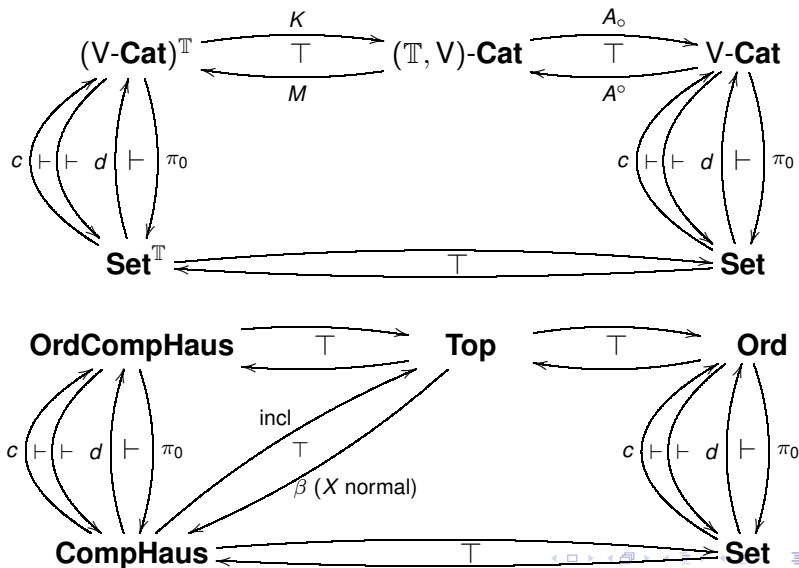 K A∘
(V-Cat)^𝕋 ⊤ (𝕋, V)-Cat ⊤ V-Cat
M A°
c ⊢ ⊢ d ⊢ π₀ c ⊢ ⊢ d ⊢ π₀
Set^𝕋 ⊤ Set
OrdCompHaus ⊤ Top ⊤ Ord
incl
c ⊢ ⊢ d ⊢ π₀ ⊤ c ⊢ ⊢ d ⊢ π₀
β (X normal)
CompHaus ⊤ Set